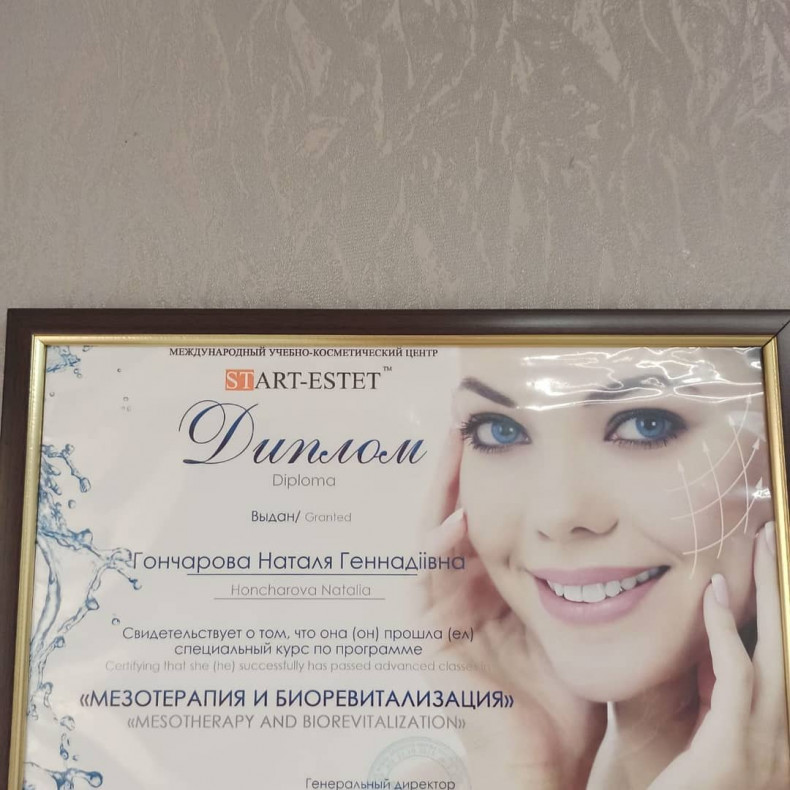 МЕЖДУНАРОДНЫЙ УЧЕБНО-КОСМЕТИЧЕСКИЙ ЦЕНТР
START-ESTET™
Диплом
Diploma
Выдан/ Granted
Гончарова Наталя Геннадіївна
Honcharova Natalia
Свидетельствует о том, что она (он) прошла (ел)
специальный курс по программе
Certifying that she (he) successfully has passed advanced classes
«МЕЗОТЕРАПИЯ И БИОРЕВИТАЛИЗАЦИЯ»
«MESOTHERAPY AND BIOREVITALIZATION»
Генеральный директор